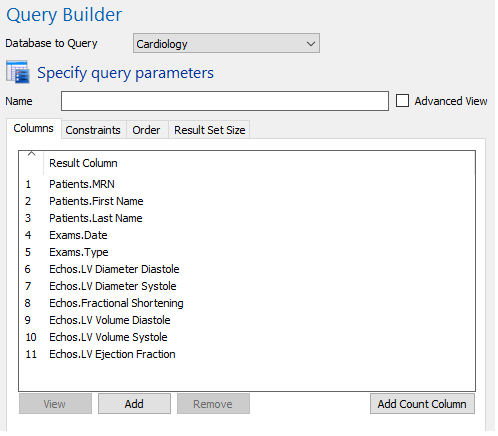 Query Builder
Database to Query Cardiology
Specify query parameters
Name Advanced View
Columns Constraints Order Result Set Size
Result Column
1 Patients.MRN
2 Patients.First Name
3 Patients.Last Name
4 Exams.Date
5 Exams.Type
6 Echos.LV Diameter Diastole
7 Echos.LV Diameter Systole
8 Echos.Fractional Shortening
9 Echos.LV Volume Diastole
10 Echos.LV Volume Systole
11 Echos.LV Ejection Fraction
View Add Remove Add Count Column